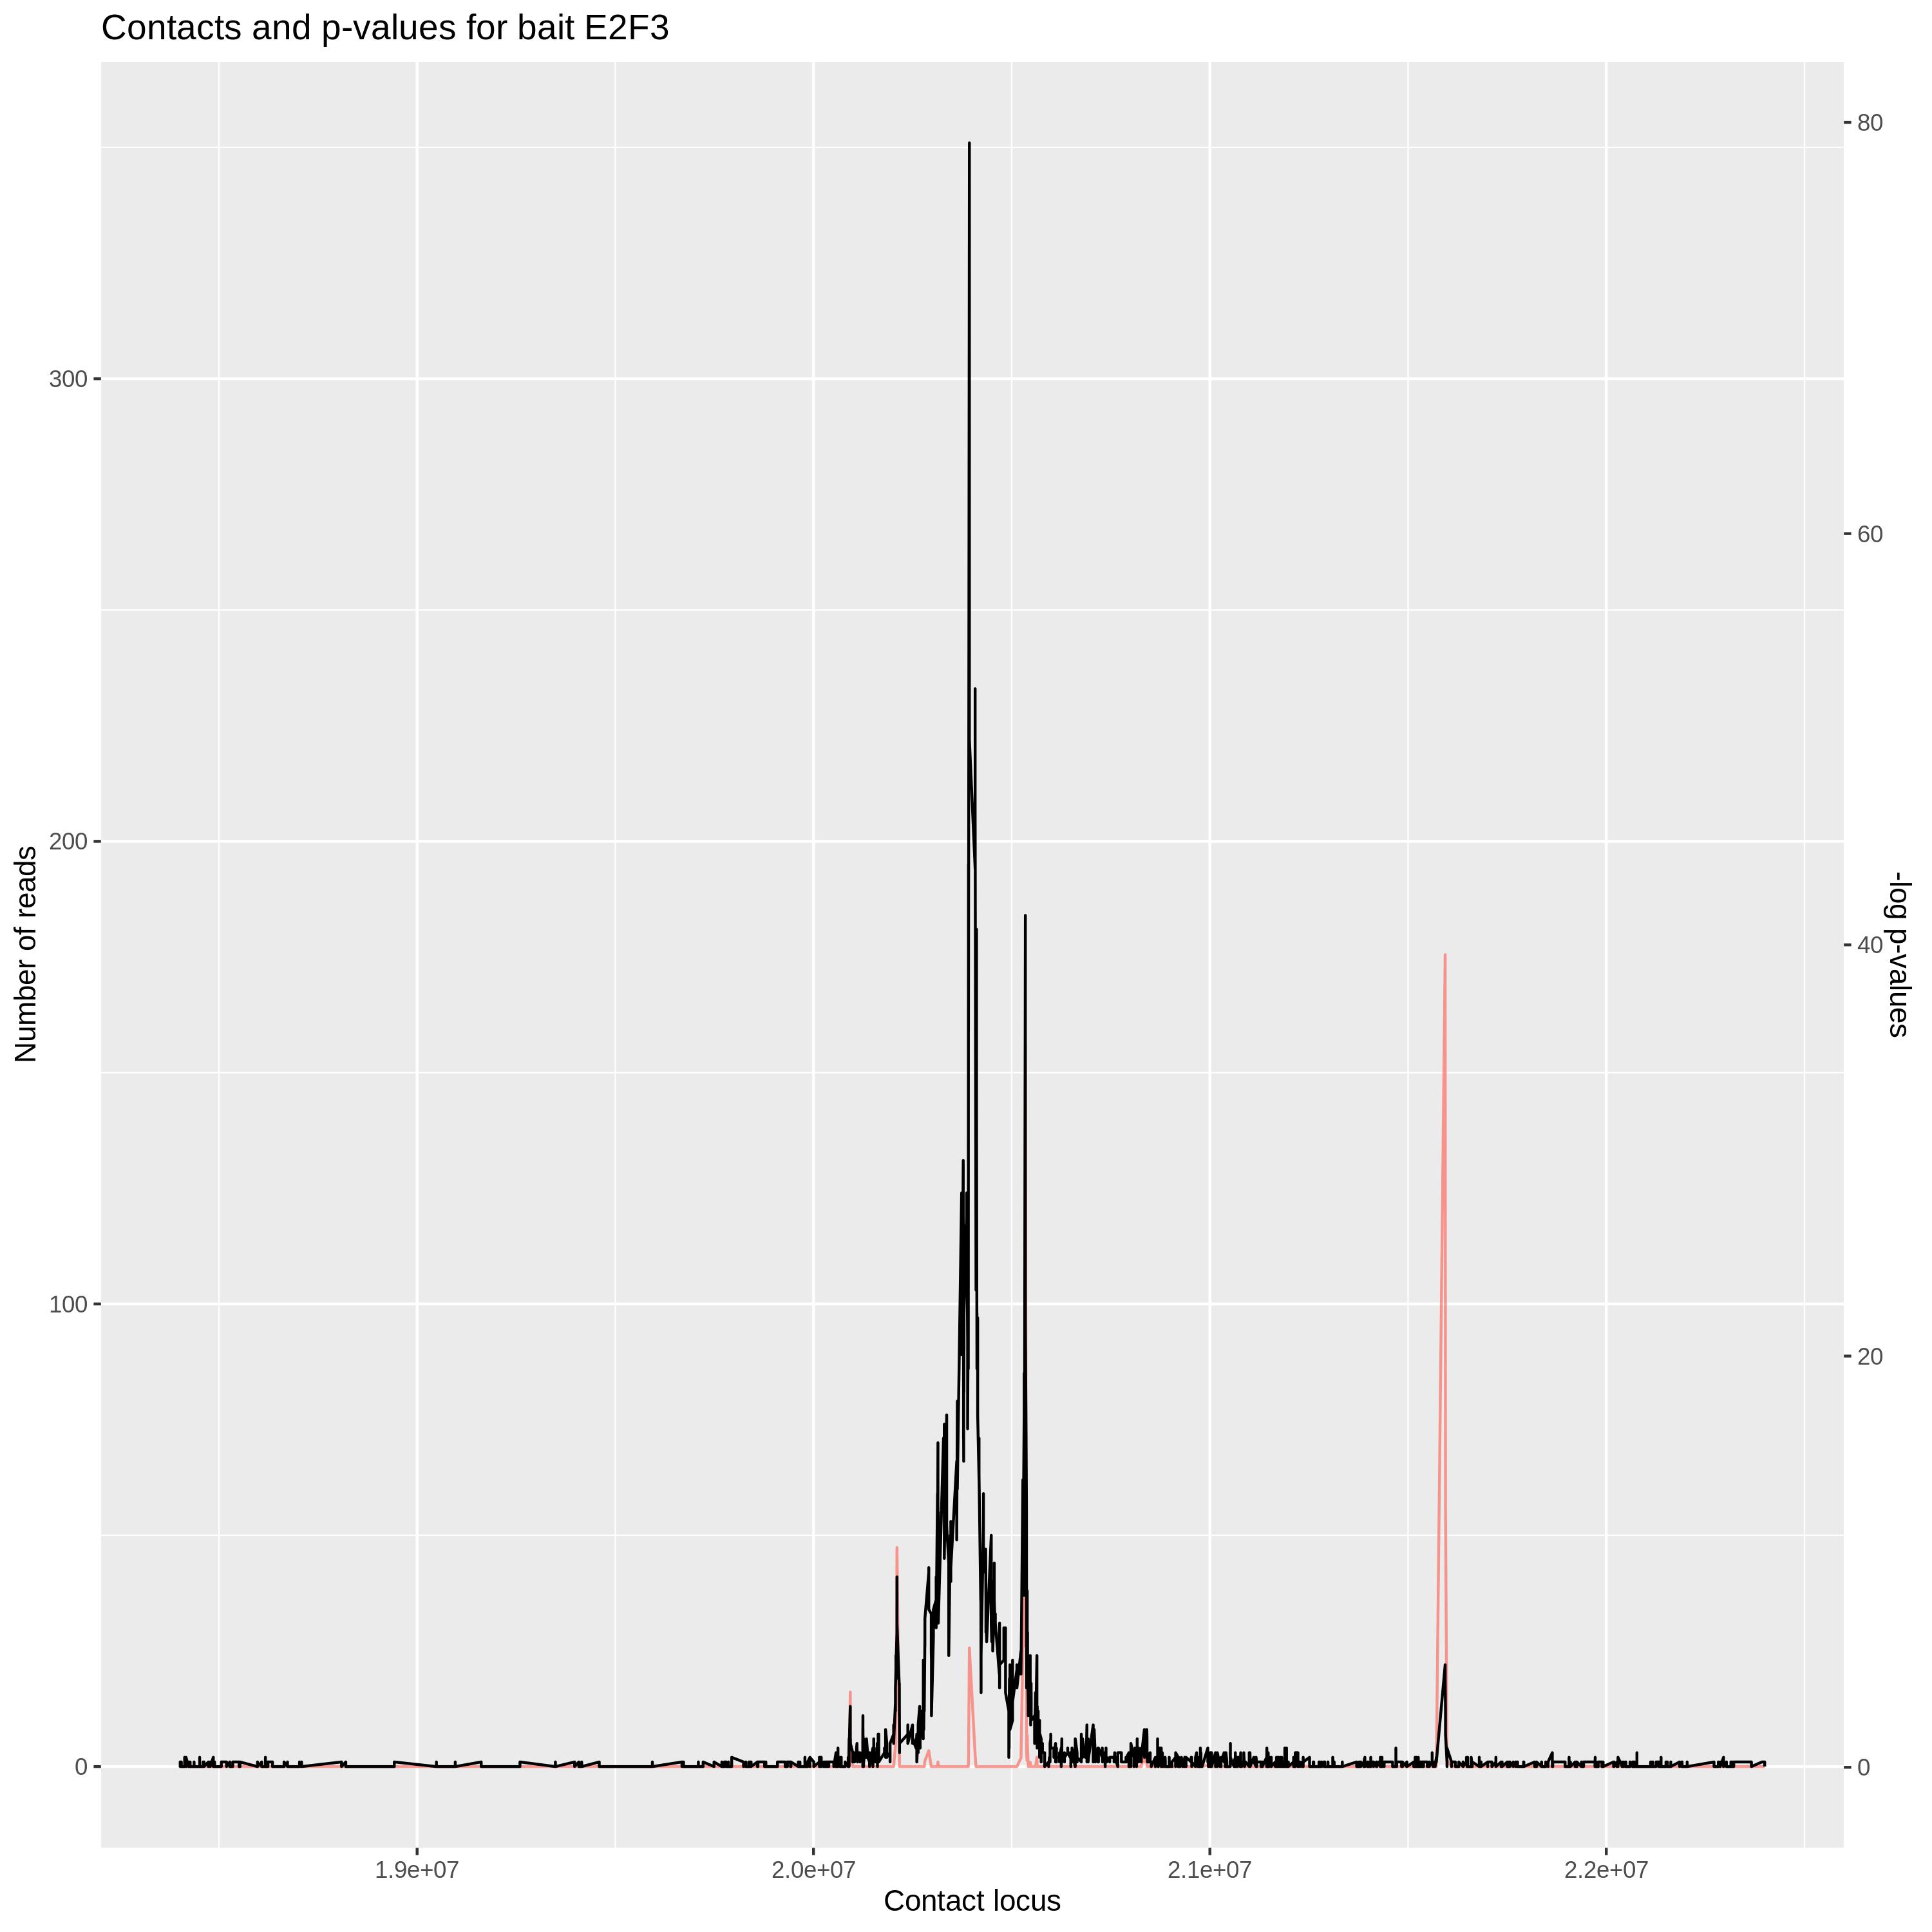 Contacts and p-values for bait E2F3
80
60
40
20
0
300
200
100
0
Number of reads
-log p-values
1.9e+07
2.0e+07
2.1e+07
2.2e+07
Contact locus